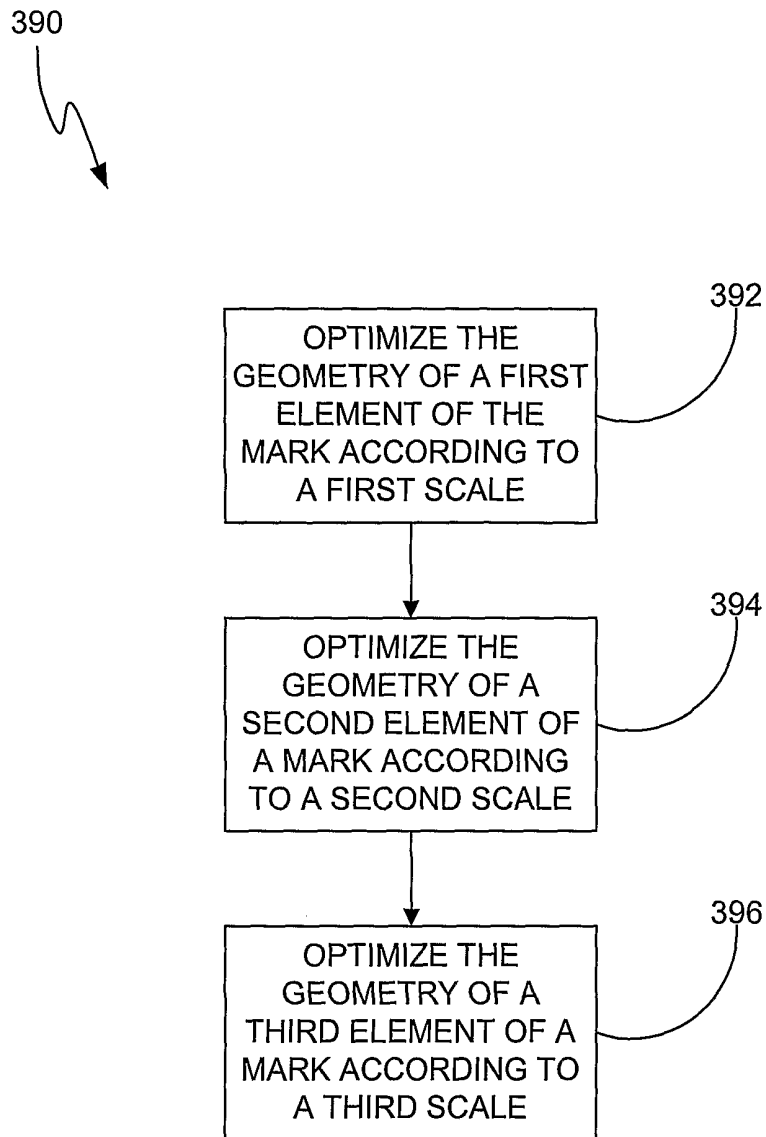 390
392
OPTIMIZE THE
GEOMETRY OF A FIRST
ELEMENT OF THE
MARK ACCORDING TO
A FIRST SCALE
394
OPTIMIZE THE
GEOMETRY OF A
SECOND ELEMENT OF
A MARK ACCORDING
TO A SECOND SCALE
396
OPTIMIZE THE
GEOMETRY OF A
THIRD ELEMENT OF A
MARK ACCORDING TO
A THIRD SCALE